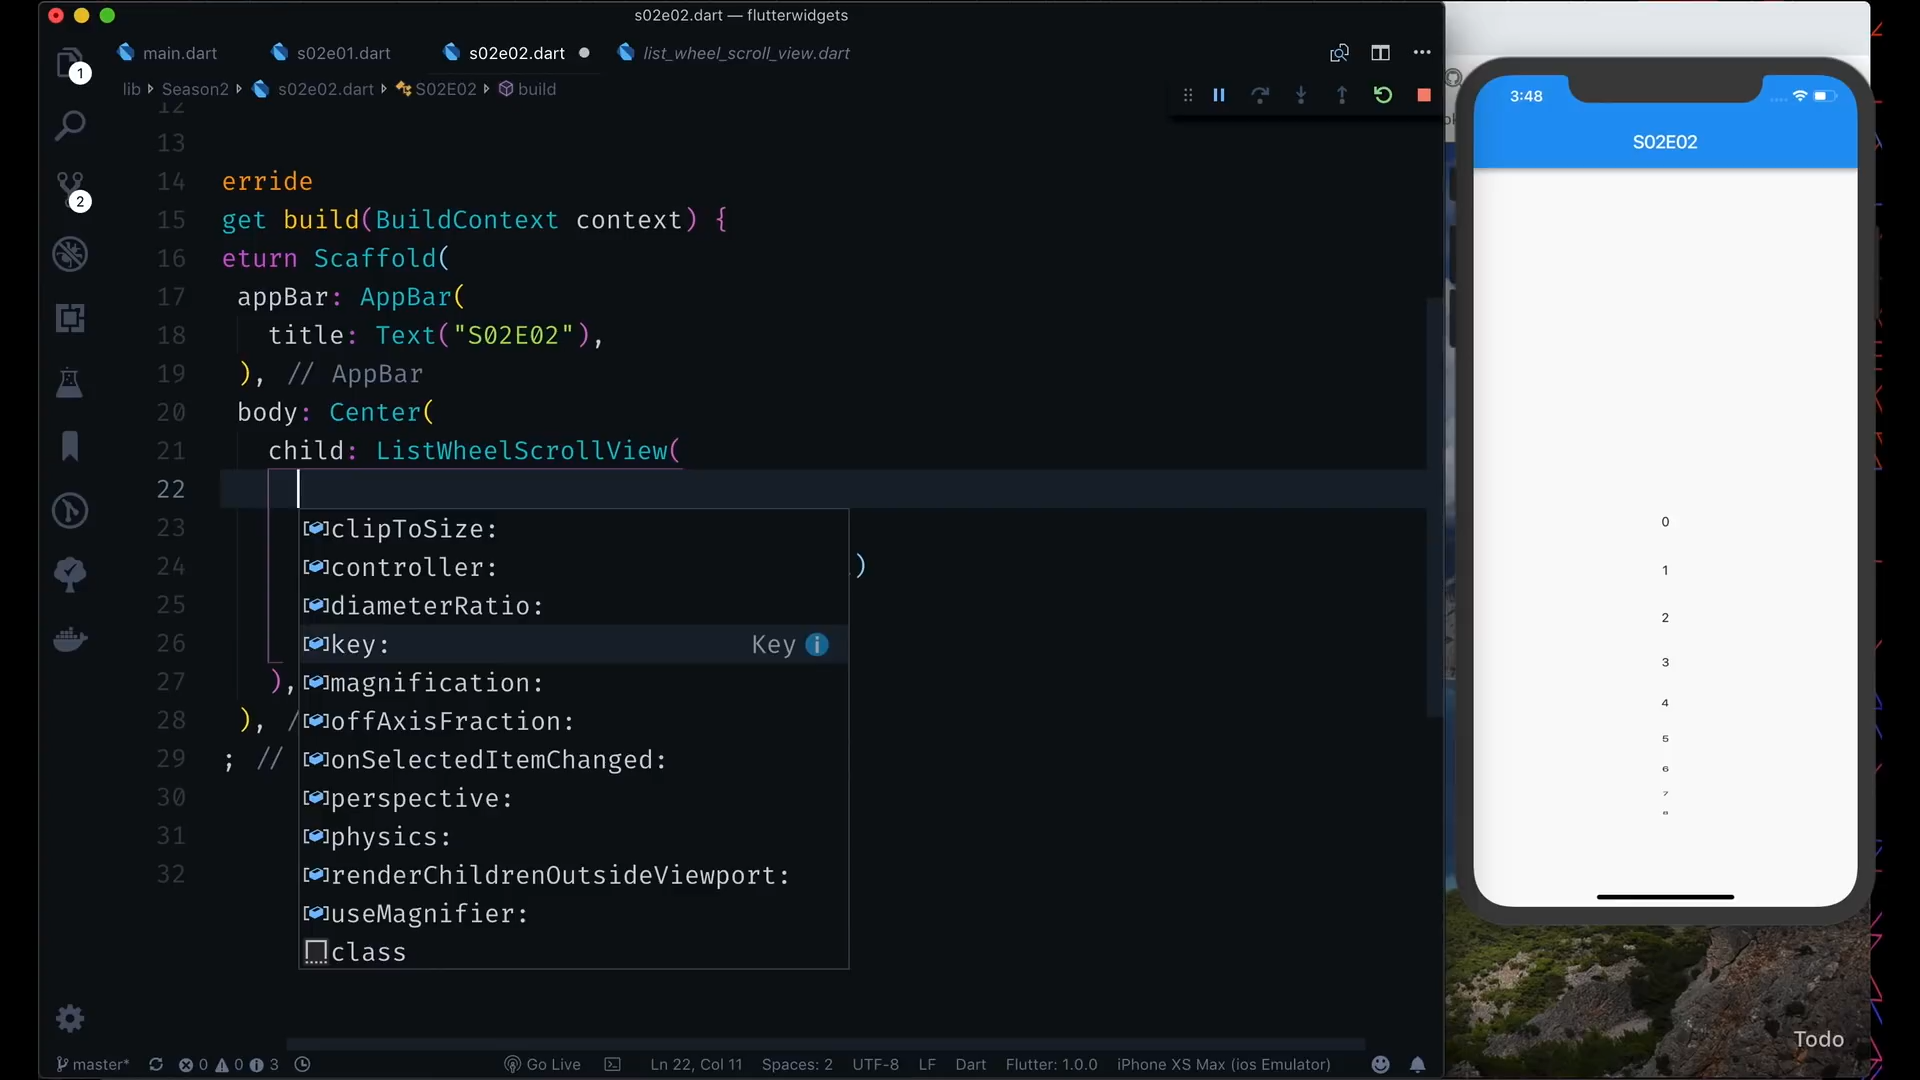 s02e02.dart — flutterwidgets
main.dart
s02e01.dart
s02e02.dart
list_wheel_scroll_view.dart
lib
Season2
s02e02.dart
S02E02
build
1
2
12
13
14 erride
15 get build(BuildContext context) {
16 eturn Scaffold(
17 appBar: AppBar(
18 title: Text("S02E02"),
19 ), // AppBar
20 body: Center(
21 child: ListWheelScrollView(
22
23
24 )
25
26
27 ),
28 ), /
29 ; //
30
31
32
clipToSize:
controller:
diameterRatio:
key: Key
magnification:
offAxisFraction:
onSelectedItemChanged:
perspective:
physics:
renderChildrenOutsideViewport:
useMagnifier:
class
master* 0 0 3 Go Live Ln 22, Col 11 Spaces: 2 UTF-8 LF Dart Flutter: 1.0.0 iPhone XS Max (ios Emulator)
3:48
S02E02
0
1
2
3
4
5
6
7
8
Todo